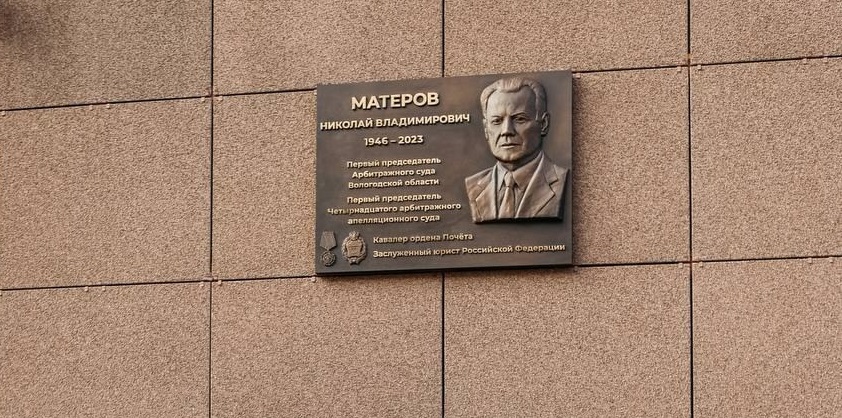 МАТЕРОВ
НИКОЛАЙ ВЛАДИМИРОВИЧ
1946 – 2023
Первый председатель
Арбитражного суда
Вологодской области
Первый председатель
Четырнадцатого арбитражного
апелляционного суда
Кавалер ордена Почёта
Заслуженный юрист Российской Федерации